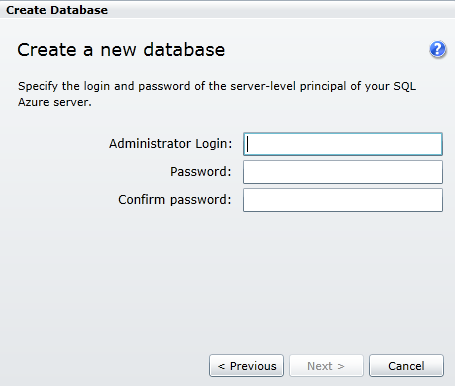 Create Database
Create a new database
?
Specify the login and password of the server-level principal of your SQL
Azure server.
Administrator Login:
Password:
Confirm password:
< Previous
Next >
Cancel